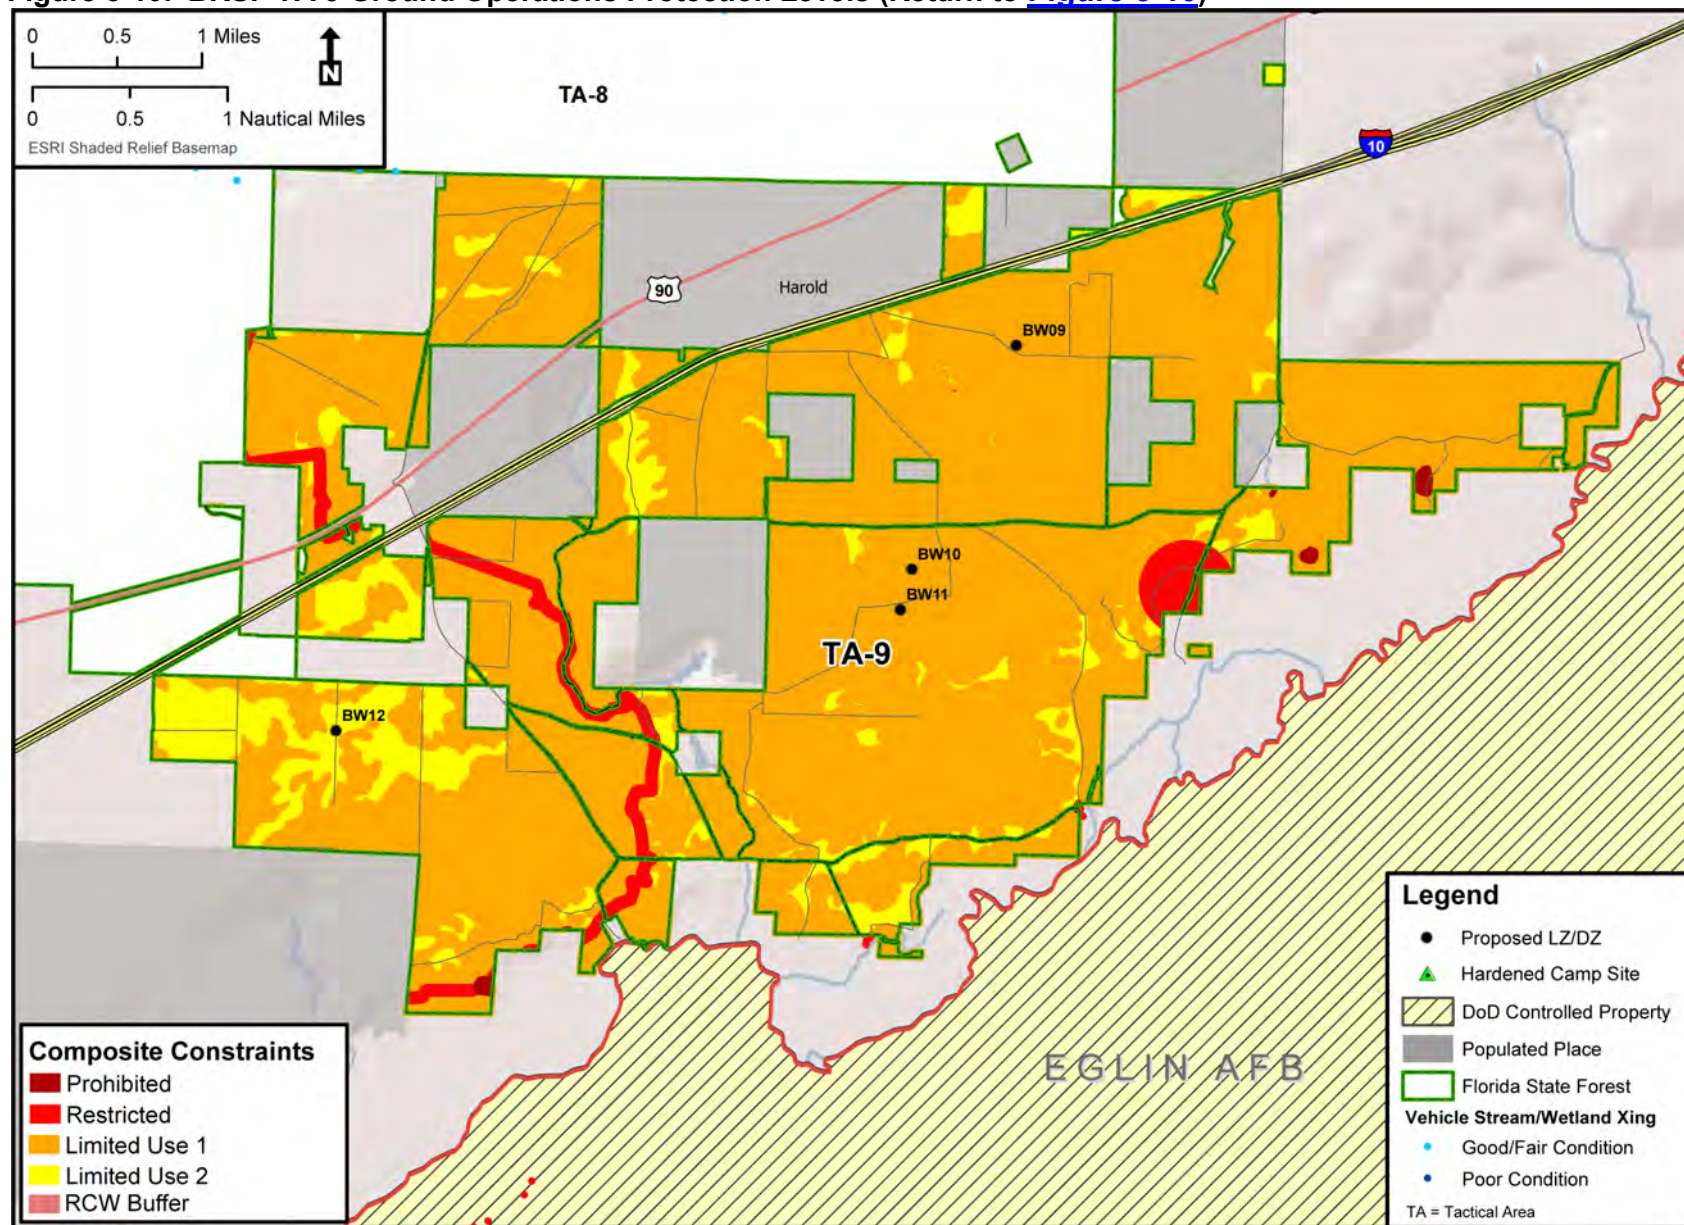 0 0.5 1 Miles
N
0 0.5 1 Nautical Miles
ESRI Shaded Relief Basemap
TA-8
10
90
Harold
BW09
BW10
BW11
TA-9
BW12
EGLIN AFB
Composite Constraints
Prohibited
Restricted
Limited Use 1
Limited Use 2
RCW Buffer
Legend
Proposed LZ/DZ
Hardened Camp Site
DoD Controlled Property
Populated Place
Florida State Forest
Vehicle Stream/Wetland Xing
Good/Fair Condition
Poor Condition
TA = Tactical Area